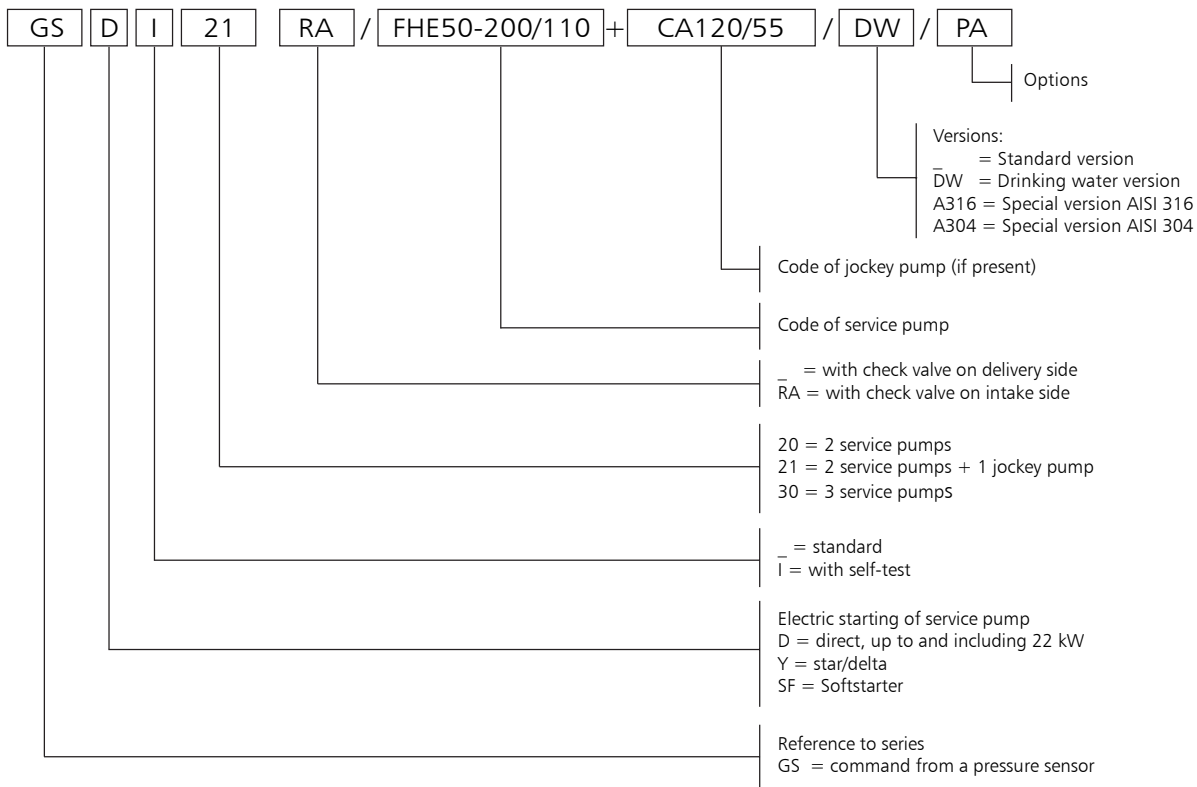 GS D I 21 RA / FHE50-200/110 + CA120/55 / DW / PA
Options
Versions:
_ = Standard version
DW = Drinking water version
A316 = Special version AISI 316
A304 = Special version AISI 304
Code of jockey pump (if present)
Code of service pump
_ = with check valve on delivery side
RA = with check valve on intake side
20 = 2 service pumps
21 = 2 service pumps + 1 jockey pump
30 = 3 service pumps
_ = standard
I = with self-test
Electric starting of service pump
D = direct, up to and including 22 kW
Y = star/delta
SF = Softstarter
Reference to series
GS = command from a pressure sensor